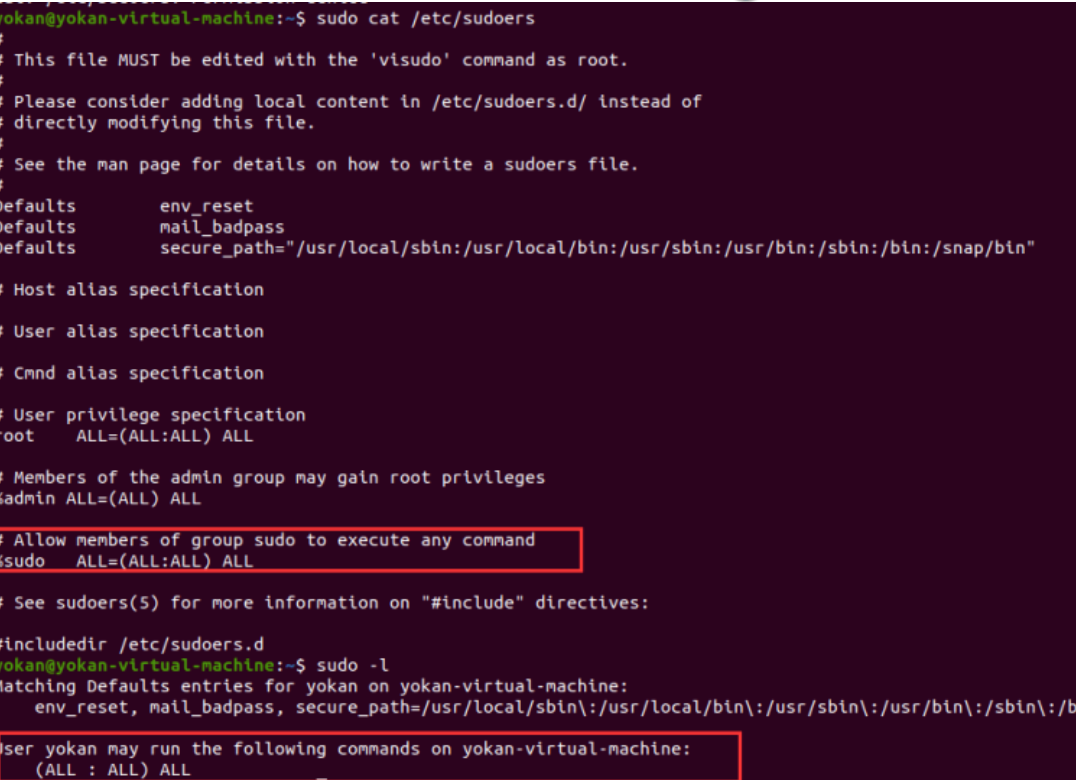 yokan@yokan-virtual-machine:~$ sudo cat /etc/sudoers
#
# This file MUST be edited with the 'visudo' command as root.
#
# Please consider adding local content in /etc/sudoers.d/ instead of
# directly modifying this file.
#
# See the man page for details on how to write a sudoers file.
#
Defaults env_reset
Defaults mail_badpass
Defaults secure_path="/usr/local/sbin:/usr/local/bin:/usr/sbin:/usr/bin:/sbin:/bin:/snap/bin"
# Host alias specification
# User alias specification
# Cmnd alias specification
# User privilege specification
root ALL=(ALL:ALL) ALL
# Members of the admin group may gain root privileges
%admin ALL=(ALL) ALL
# Allow members of group sudo to execute any command
%sudo ALL=(ALL:ALL) ALL
# See sudoers(5) for more information on "#include" directives:
#includedir /etc/sudoers.d
yokan@yokan-virtual-machine:~$ sudo -l
Matching Defaults entries for yokan on yokan-virtual-machine:
env_reset, mail_badpass, secure_path=/usr/local/sbin\:/usr/local/bin\:/usr/sbin\:/usr/bin\:/sbin\:/b
User yokan may run the following commands on yokan-virtual-machine:
(ALL : ALL) ALL